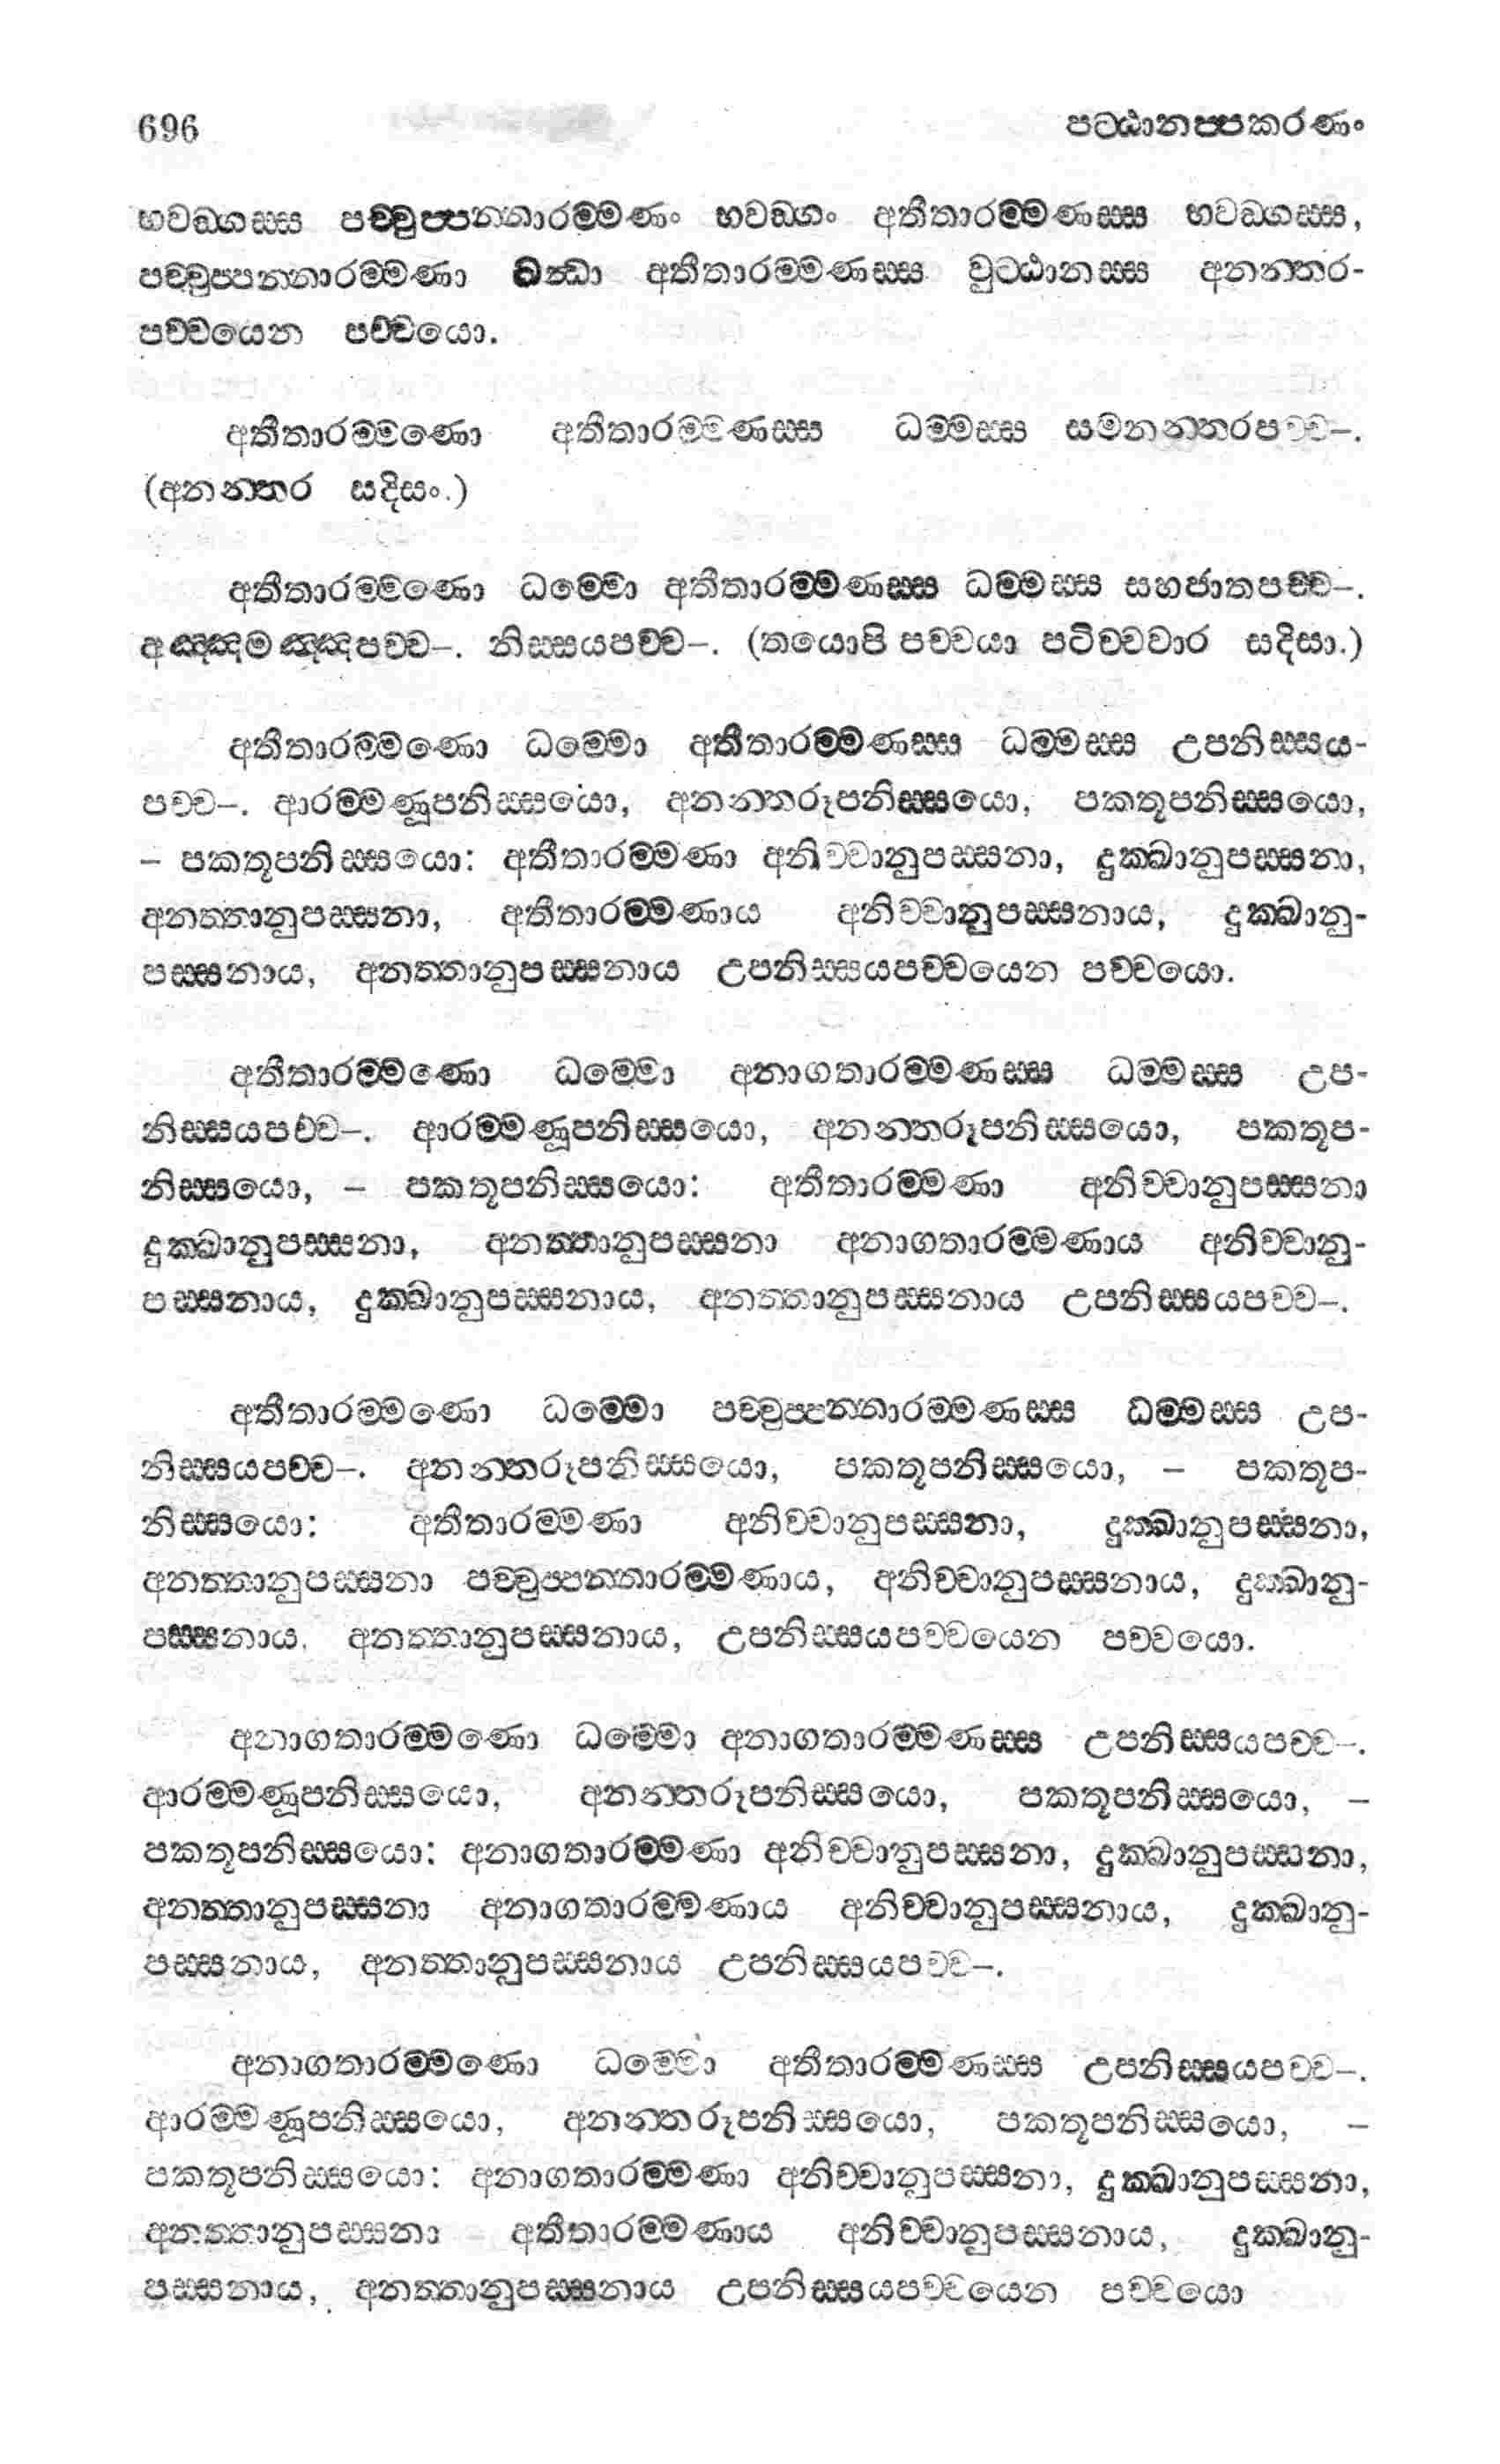 696 පට්ඨානප්පකරණං
භවඞ්ගස්ස පච්චුප්පන්නාරම්මණං භවඞ්ගං අතීතාරම්මණස්ස භවඞ්ගස්ස,
පච්චුප්පන්නාරම්මණා ඛන්ධා අතීතාරම්මණස්ස වුට්ඨානස්ස අනන්තර-
පච්චයෙන පච්චයො.
අතීතාරම්මණො අතීතාරම්මණස්ස ධම්මස්ස සමනන්තරපච්ච–.
(අනන්තර සදිසං.)
අතීතාරම්මණො ධම්මො අතීතාරම්මණස්ස ධම්මස්ස සහජාතපච්ච–.
අඤ්ඤමඤ්ඤපච්ච–. නිස්සයපච්ච–. (තයොපි පච්චයා පටිච්චවාර සදිසා.)
අතීතාරම්මණො ධම්මො අතීතාරම්මණස්ස ධම්මස්ස උපනිස්සය-
පච්ච–. ආරම්මණූපනිස්සයො, අනන්තරූපනිස්සයො, පකතූපනිස්සයො,
– පකතූපනිස්සයො: අතීතාරම්මණා අනිච්චානුපස්සනා, දුක්ඛානුපස්සනා,
අනත්තානුපස්සනා, අතීතාරම්මණාය අනිච්චානුපස්සනාය, දුක්ඛානු-
පස්සනාය, අනත්තානුපස්සනාය උපනිස්සයපච්චයෙන පච්චයො.
අතීතාරම්මණො ධම්මො අනාගතාරම්මණස්ස ධම්මස්ස උප-
නිස්සයපච්ච–. ආරම්මණූපනිස්සයො, අනන්තරූපනිස්සයො, පකතූප-
නිස්සයො, – පකතූපනිස්සයො: අතීතාරම්මණා අනිච්චානුපස්සනා
දුක්ඛානුපස්සනා, අනත්තානුපස්සනා අනාගතාරම්මණාය අනිච්චානු-
පස්සනාය, දුක්ඛානුපස්සනාය, අනත්තානුපස්සනාය උපනිස්සයපච්ච–.
අතීතාරම්මණො ධම්මො පච්චුප්පන්නාරම්මණස්ස ධම්මස්ස උප-
නිස්සයපච්ච–. අනන්තරූපනිස්සයො, පකතූපනිස්සයො, – පකතූප-
නිස්සයො: අතීතාරම්මණා අනිච්චානුපස්සනා, දුක්ඛානුපස්සනා,
අනත්තානුපස්සනා පච්චුප්පන්නාරම්මණාය, අනිච්චානුපස්සනාය, දුක්ඛානු-
පස්සනාය, අනත්තානුපස්සනාය, උපනිස්සයපච්චයෙන පච්චයො.
අනාගතාරම්මණො ධම්මො අනාගතාරම්මණස්ස උපනිස්සයපච්ච–.
ආරම්මණූපනිස්සයො, අනන්තරූපනිස්සයො, පකතූපනිස්සයො, –
පකතූපනිස්සයො: අනාගතාරම්මණා අනිච්චානුපස්සනා, දුක්ඛානුපස්සනා,
අනත්තානුපස්සනා අනාගතාරම්මණාය අනිච්චානුපස්සනාය, දුක්ඛානු-
පස්සනාය, අනත්තානුපස්සනාය උපනිස්සයපච්ච–.
අනාගතාරම්මණො ධම්මො අතීතාරම්මණස්ස උපනිස්සයපච්ච–.
ආරම්මණූපනිස්සයො, අනන්තරූපනිස්සයො, පකතූපනිස්සයො, –
පකතූපනිස්සයො: අනාගතාරම්මණා අනිච්චානුපස්සනා, දුක්ඛානුපස්සනා,
අනත්තානුපස්සනා අතීතාරම්මණාය අනිච්චානුපස්සනාය, දුක්ඛානු-
පස්සනාය, අනත්තානුපස්සනාය උපනිස්සයපච්චයෙන පච්චයො